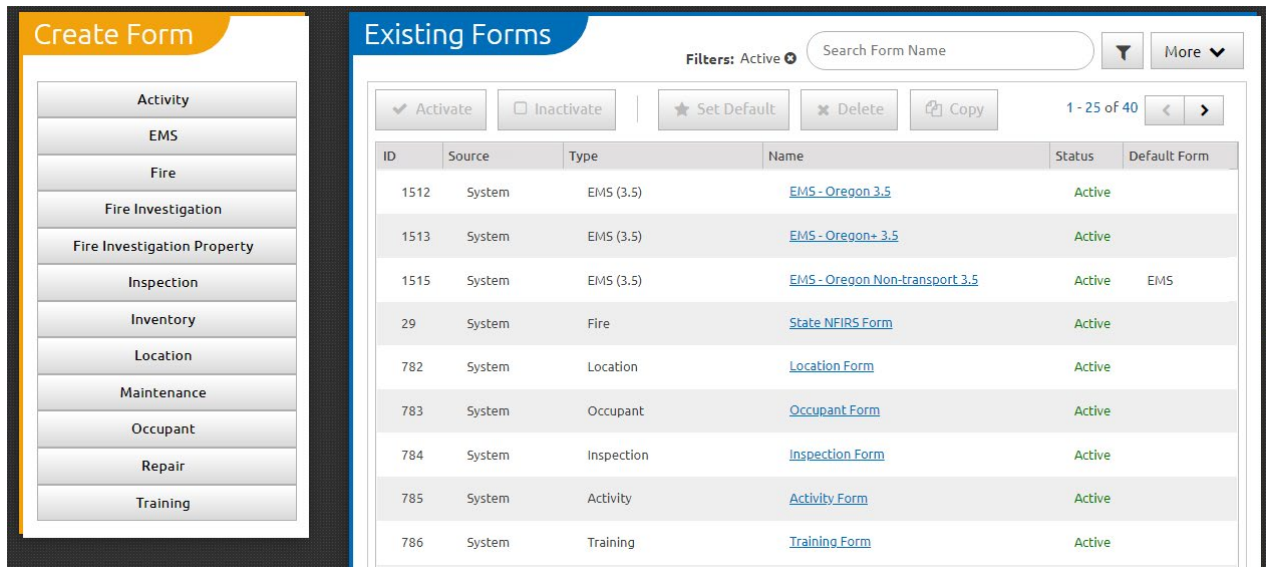 Create Form
Activity
EMS
Fire
Fire Investigation
Fire Investigation Property
Inspection
Inventory
Location
Maintenance
Occupant
Repair
Training
Existing Forms
Filters: Active Search Form Name More
Activate Inactivate Set Default Delete Copy 1 - 25 of 40
ID Source Type Name Status Default Form
1512 System EMS (3.5) EMS - Oregon 3.5 Active
1513 System EMS (3.5) EMS - Oregon+ 3.5 Active
1515 System EMS (3.5) EMS - Oregon Non-transport 3.5 Active EMS
29 System Fire State NFIRS Form Active
782 System Location Location Form Active
783 System Occupant Occupant Form Active
784 System Inspection Inspection Form Active
785 System Activity Activity Form Active
786 System Training Training Form Active